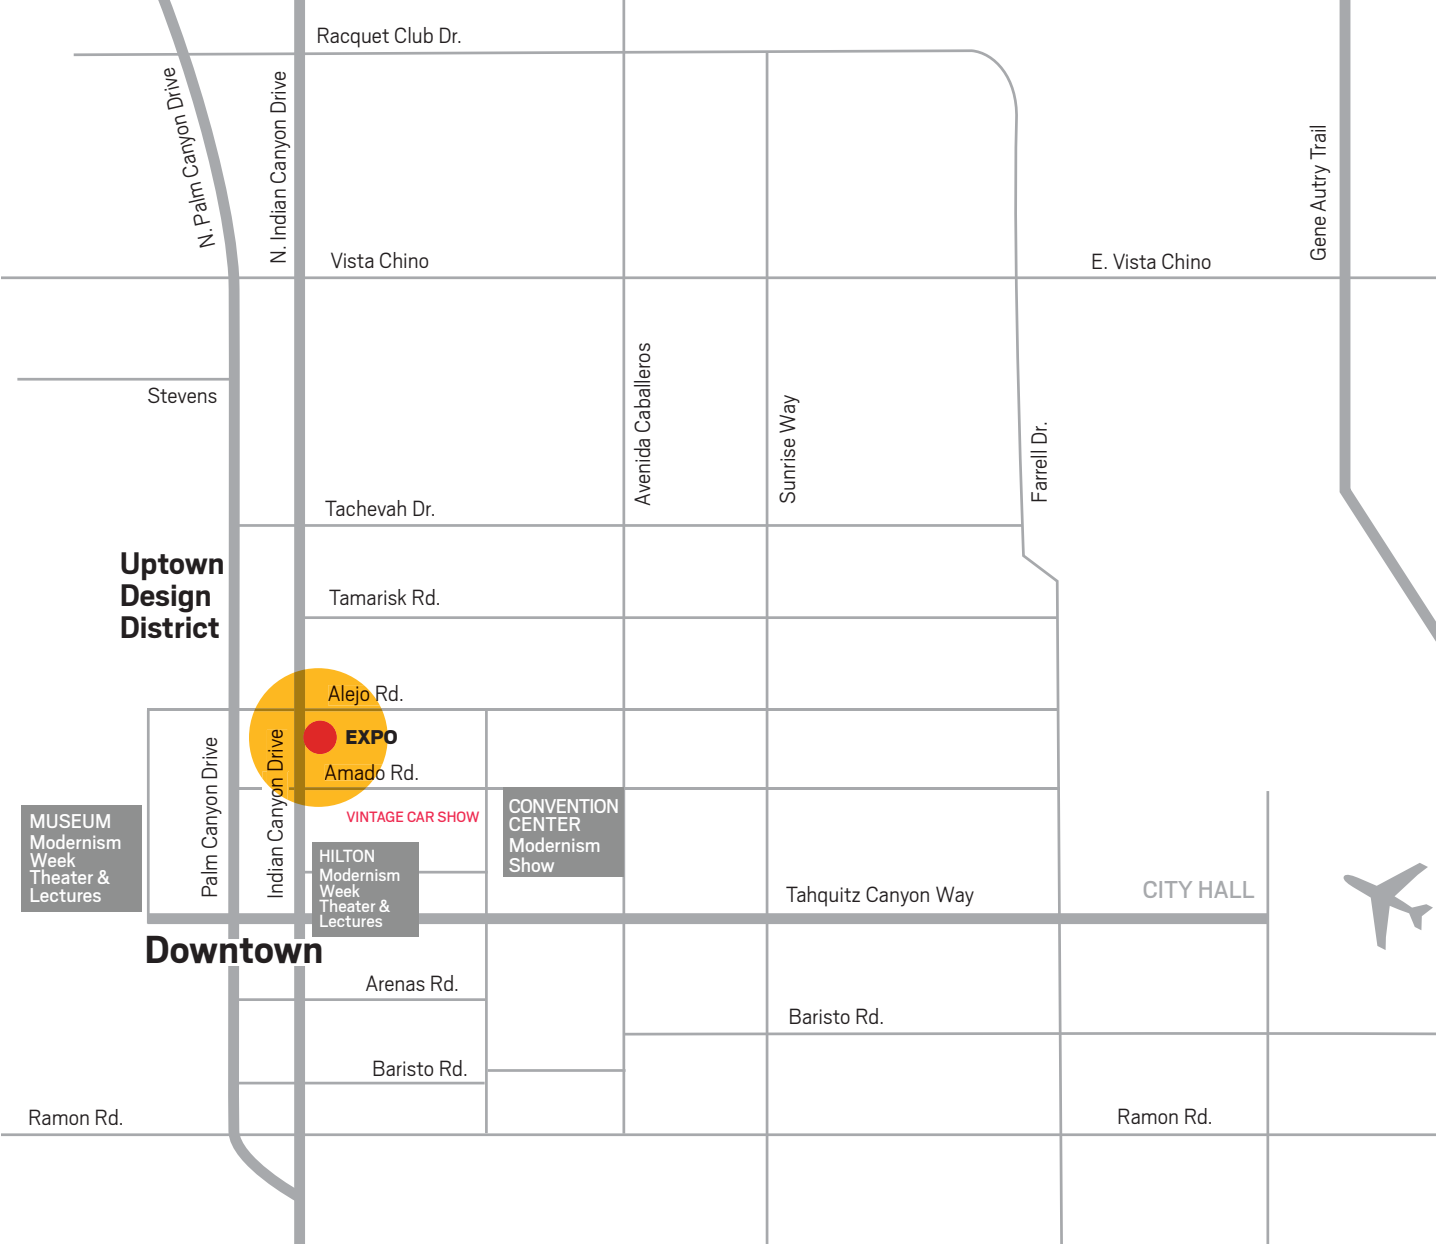 Racquet Club Dr.
N. Palm Canyon Drive
N. Indian Canyon Drive
Gene Autry Trail
Vista Chino
E. Vista Chino
Stevens
Avenida Caballeros
Sunrise Way
Farrell Dr.
Tachevah Dr.
Uptown
Design
District
Tamarisk Rd.
Alejo Rd.
EXPO
Palm Canyon Drive
Indian Canyon Drive
Amado Rd.
VINTAGE CAR SHOW
MUSEUM
Modernism
Week
Theater &
Lectures
HILTON
Modernism
Week
Theater &
Lectures
CONVENTION
CENTER
Modernism
Show
Tahquitz Canyon Way
CITY HALL
Downtown
Arenas Rd.
Baristo Rd.
Baristo Rd.
Ramon Rd.
Ramon Rd.